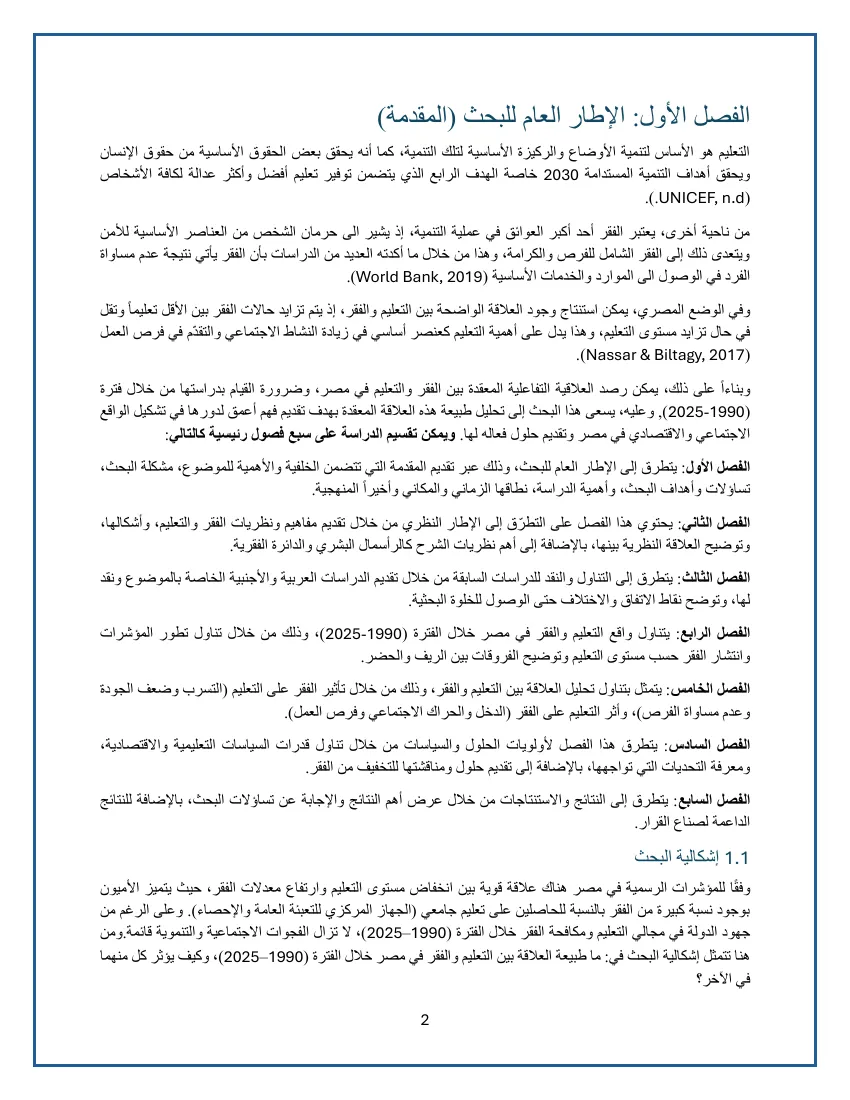 الفصل الأول: الإطار العام للبحث (المقدمة)
التعليم هو الأساس لتنمية الأوضاع والركيزة الأساسية لتلك التنمية، كما أنه يحقق بعض الحقوق الأساسية من حقوق الإنسان
ويحقق أهداف التنمية المستدامة 2030 خاصة الهدف الرابع الذي يتضمن توفير تعليم أفضل وأكثر عدالة لكافة الأشخاص
(UNICEF, n.d.).
من ناحية أخرى، يعتبر الفقر أحد أكبر العوائق في عملية التنمية، إذ يشير الى حرمان الشخص من العناصر الأساسية للأمن
ويتعدى ذلك إلى الفقر الشامل للفرص والكرامة، وهذا من خلال ما أكدته العديد من الدراسات بأن الفقر يأتي نتيجة عدم مساواة
الفرد في الوصول الى الموارد والخدمات الأساسية (World Bank, 2019).
وفي الوضع المصري، يمكن استنتاج وجود العلاقة الواضحة بين التعليم والفقر، إذ يتم تزايد حالات الفقر بين الأقل تعليماً وتقل
في حال تزايد مستوى التعليم، وهذا يدل على أهمية التعليم كعنصر أساسي في زيادة النشاط الاجتماعي والتقدّم في فرص العمل
(Nassar & Biltagy, 2017).
وبناءاً على ذلك، يمكن رصد العلاقية التفاعلية المعقدة بين الفقر والتعليم في مصر، وضرورة القيام بدراستها من خلال فترة
(1990-2025), وعليه، يسعى هذا البحث إلى تحليل طبيعة هذه العلاقة المعقدة بهدف تقديم فهم أعمق لدورها في تشكيل الواقع
الاجتماعي والاقتصادي في مصر وتقديم حلول فعاله لها. ويمكن تقسيم الدراسة على سبع فصول رئيسية كالتالي:
الفصل الأول: يتطرق إلى الإطار العام للبحث، وذلك عبر تقديم المقدمة التي تتضمن الخلفية والأهمية للموضوع، مشكلة البحث،
تساؤلات وأهداف البحث، وأهمية الدراسة، نطاقها الزماني والمكاني وأخيراً المنهجية.
الفصل الثاني: يحتوي هذا الفصل على التطرّق إلى الإطار النظري من خلال تقديم مفاهيم ونظريات الفقر والتعليم، وأشكالها،
وتوضيح العلاقة النظرية بينها، بالإضافة إلى أهم نظريات الشرح كالرأسمال البشري والدائرة الفقرية.
الفصل الثالث: يتطرق إلى التناول والنقد للدراسات السابقة من خلال تقديم الدراسات العربية والأجنبية الخاصة بالموضوع ونقد
لها، وتوضح نقاط الاتفاق والاختلاف حتى الوصول للخلوة البحثية.
الفصل الرابع: يتناول واقع التعليم والفقر في مصر خلال الفترة (1990-2025)، وذلك من خلال تناول تطور المؤشرات
وانتشار الفقر حسب مستوى التعليم وتوضيح الفروقات بين الريف والحضر.
الفصل الخامس: يتمثل بتناول تحليل العلاقة بين التعليم والفقر، وذلك من خلال تأثير الفقر على التعليم (التسرب وضعف الجودة
وعدم مساواة الفرص)، وأثر التعليم على الفقر (الدخل والحراك الاجتماعي وفرص العمل).
الفصل السادس: يتطرق هذا الفصل لأولويات الحلول والسياسات من خلال تناول قدرات السياسات التعليمية والاقتصادية،
ومعرفة التحديات التي تواجهها، بالإضافة إلى تقديم حلول ومناقشتها للتخفيف من الفقر.
الفصل السابع: يتطرق إلى النتائج والاستنتاجات من خلال عرض أهم النتائج والإجابة عن تساؤلات البحث، بالإضافة للنتائج
الداعمة لصناع القرار.
1.1 إشكالية البحث
وفقًا للمؤشرات الرسمية في مصر هناك علاقة قوية بين انخفاض مستوى التعليم وارتفاع معدلات الفقر، حيث يتميز الأميون
بوجود نسبة كبيرة من الفقر بالنسبة للحاصلين على تعليم جامعي (الجهاز المركزي للتعبئة العامة والإحصاء). وعلى الرغم من
جهود الدولة في مجالي التعليم ومكافحة الفقر خلال الفترة (1990–2025)، لا تزال الفجوات الاجتماعية والتنموية قائمة.ومن
هنا تتمثل إشكالية البحث في: ما طبيعة العلاقة بين التعليم والفقر في مصر خلال الفترة (1990–2025)، وكيف يؤثر كل منهما
في الأخر؟
2